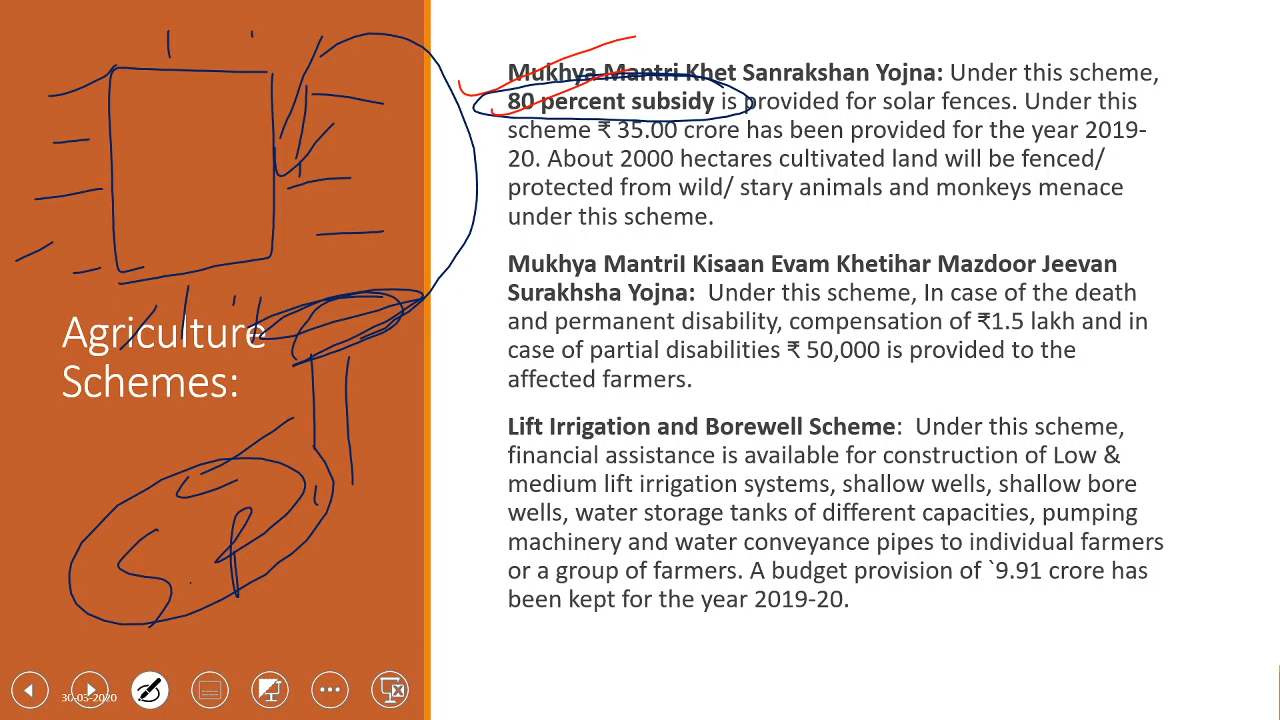 Agriculture
Schemes:
Mukhya Mantri Khet Sanrakshan Yojna: Under this scheme,
80 percent subsidy is provided for solar fences. Under this
scheme ₹ 35.00 crore has been provided for the year 2019-
20. About 2000 hectares cultivated land will be fenced/
protected from wild/ stary animals and monkeys menace
under this scheme.
Mukhya MantriI Kisaan Evam Khetihar Mazdoor Jeevan
Surakhsha Yojna: Under this scheme, In case of the death
and permanent disability, compensation of ₹1.5 lakh and in
case of partial disabilities ₹ 50,000 is provided to the
affected farmers.
Lift Irrigation and Borewell Scheme: Under this scheme,
financial assistance is available for construction of Low &
medium lift irrigation systems, shallow wells, shallow bore
wells, water storage tanks of different capacities, pumping
machinery and water conveyance pipes to individual farmers
or a group of farmers. A budget provision of `9.91 crore has
been kept for the year 2019-20.
S.P
30-03-2020